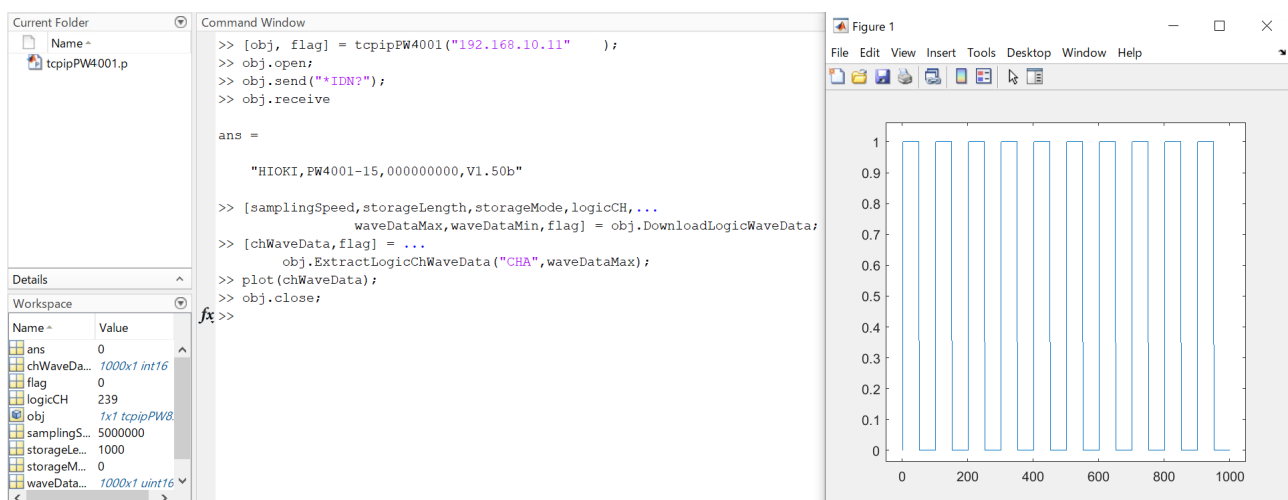 Current Folder
Name
tcpipPW4001.p
Details
Workspace
Name Value
ans 0
chWaveDa... 1000x1 int16
flag 0
logicCH 239
obj 1x1 tcpipPW8.
samplingS... 5000000
storageLe... 1000
storageM... 0
waveData... 1000x1 uint16
Command Window
>> [obj, flag] = tcpipPW4001("192.168.10.11" );
>> obj.open;
>> obj.send("*IDN?");
>> obj.receive
ans =
"HIOKI,PW4001-15,000000000,V1.50b"
>> [samplingSpeed,storageLength,storageMode,logicCH,...
waveDataMax,waveDataMin,flag] = obj.DownloadLogicWaveData;
>> [chWaveData,flag] = ...
obj.ExtractLogicChWaveData("CHA",waveDataMax);
>> plot(chWaveData);
>> obj.close;
fx >>
Figure 1
File Edit View Insert Tools Desktop Window Help
1
0.9
0.8
0.7
0.6
0.5
0.4
0.3
0.2
0.1
0
0 200 400 600 800 1000